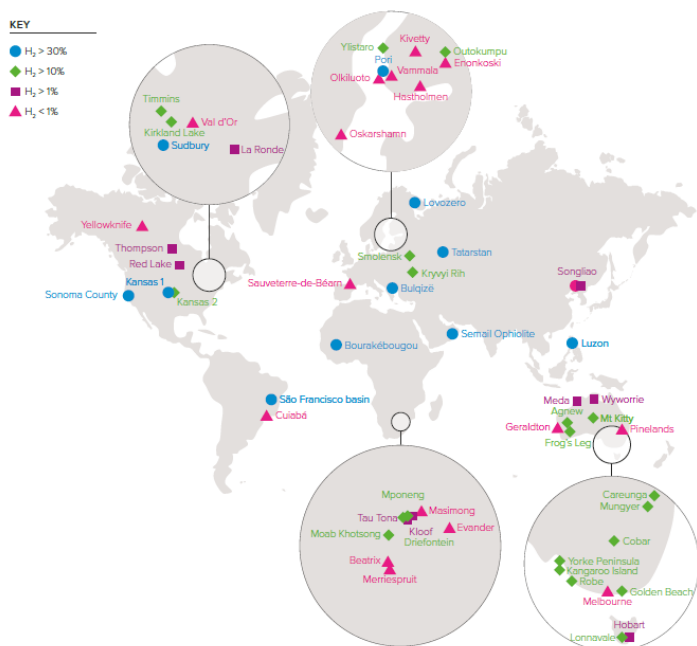 KEY
H₂ > 30%
H₂ > 10%
H₂ > 1%
H₂ < 1%
Timmins
Val d'Or
Kirkland Lake
Sudbury
La Ronde
Kivetty
Ylistaro
Outokumpu
Pori
Enonkoski
Vammala
Olkiluoto
Hastholmen
Oskarshamn
Yellowknife
Thompson
Red Lake
Kansas 1
Sonoma County
Kansas 2
Lovozero
Smolensk
Tatarstan
Kryvyi Rih
Sauveterre-de-Béarn
Bulqizë
Songliao
Bourakébougou
Semail Ophiolite
Luzon
São Francisco basin
Cuiabá
Meda
Wyworrie
Agnew
Mt Kitty
Geraldton
Pinelands
Frog's Leg
Mponeng
Masimong
Tau Tona
Evander
Kloof
Moab Khotsong
Driefontein
Beatrix
Merriespruit
Careunga
Mungyer
Cobar
Yorke Peninsula
Kangaroo Island
Robe
Golden Beach
Melbourne
Hobart
Lonnavale